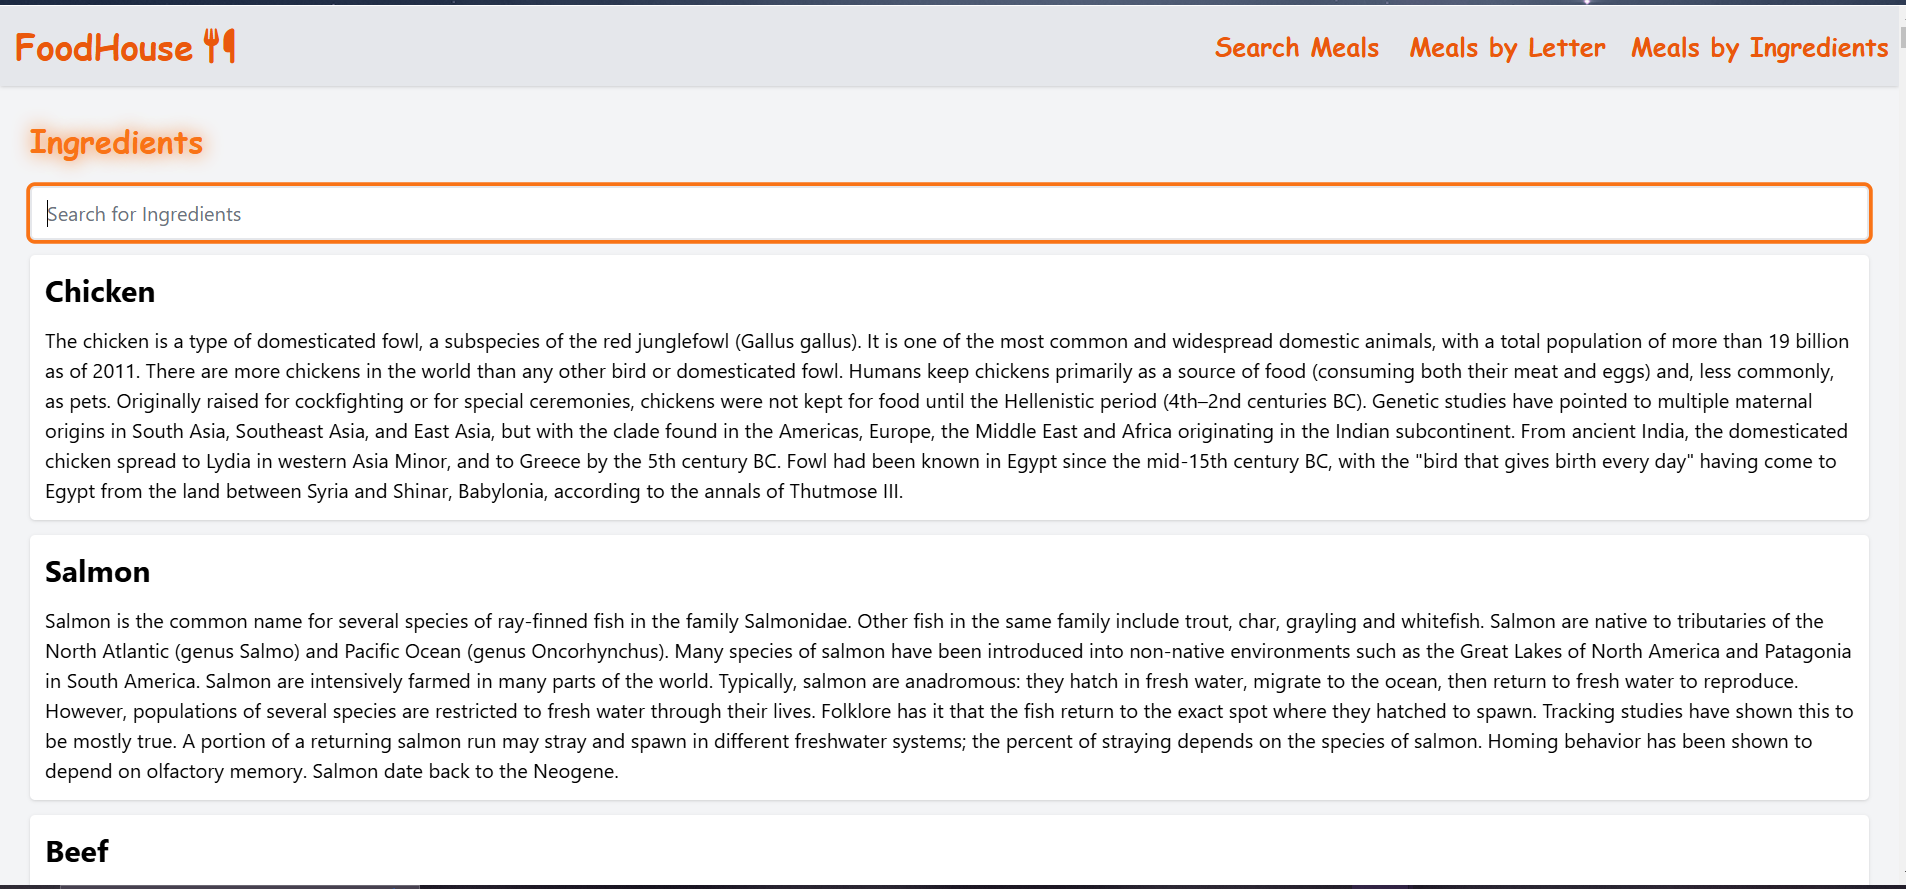 FoodHouse
Search Meals
Meals by Letter
Meals by Ingredients
Ingredients
Search for Ingredients
Chicken
The chicken is a type of domesticated fowl, a subspecies of the red junglefowl (Gallus gallus). It is one of the most common and widespread domestic animals, with a total population of more than 19 billion
as of 2011. There are more chickens in the world than any other bird or domesticated fowl. Humans keep chickens primarily as a source of food (consuming both their meat and eggs) and, less commonly,
as pets. Originally raised for cockfighting or for special ceremonies, chickens were not kept for food until the Hellenistic period (4th–2nd centuries BC). Genetic studies have pointed to multiple maternal
origins in South Asia, Southeast Asia, and East Asia, but with the clade found in the Americas, Europe, the Middle East and Africa originating in the Indian subcontinent. From ancient India, the domesticated
chicken spread to Lydia in western Asia Minor, and to Greece by the 5th century BC. Fowl had been known in Egypt since the mid-15th century BC, with the "bird that gives birth every day" having come to
Egypt from the land between Syria and Shinar, Babylonia, according to the annals of Thutmose III.
Salmon
Salmon is the common name for several species of ray-finned fish in the family Salmonidae. Other fish in the same family include trout, char, grayling and whitefish. Salmon are native to tributaries of the
North Atlantic (genus Salmo) and Pacific Ocean (genus Oncorhynchus). Many species of salmon have been introduced into non-native environments such as the Great Lakes of North America and Patagonia
in South America. Salmon are intensively farmed in many parts of the world. Typically, salmon are anadromous: they hatch in fresh water, migrate to the ocean, then return to fresh water to reproduce.
However, populations of several species are restricted to fresh water through their lives. Folklore has it that the fish return to the exact spot where they hatched to spawn. Tracking studies have shown this to
be mostly true. A portion of a returning salmon run may stray and spawn in different freshwater systems; the percent of straying depends on the species of salmon. Homing behavior has been shown to
depend on olfactory memory. Salmon date back to the Neogene.
Beef